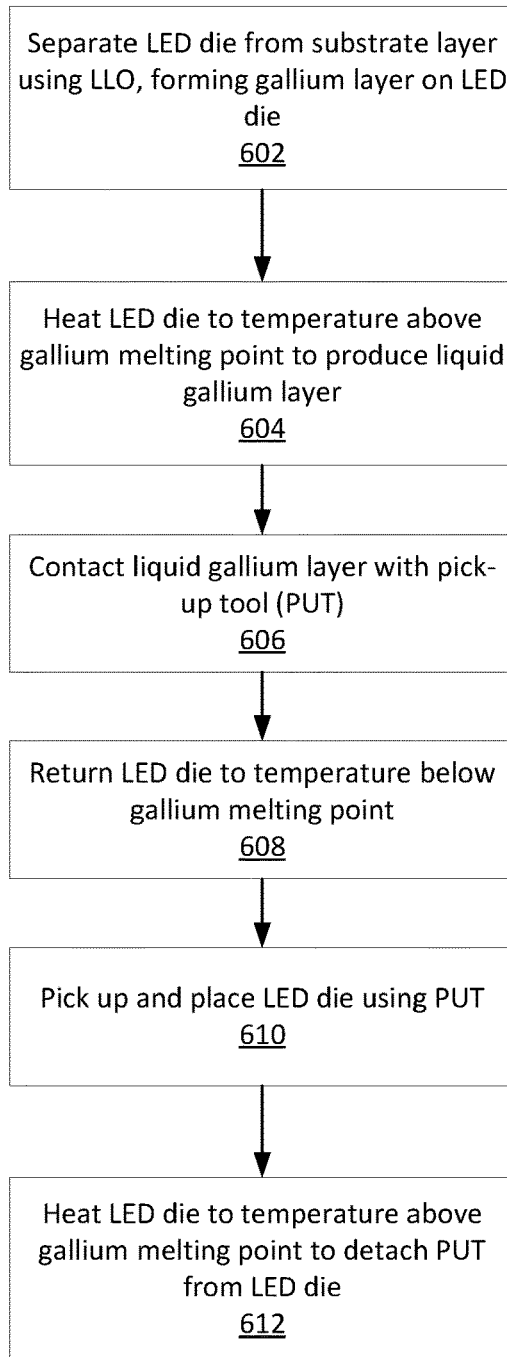 Separate LED die from substrate layer
using LLO, forming gallium layer on LED
die
602
Heat LED die to temperature above
gallium melting point to produce liquid
gallium layer
604
Contact liquid gallium layer with pick-
up tool (PUT)
606
Return LED die to temperature below
gallium melting point
608
Pick up and place LED die using PUT
610
Heat LED die to temperature above
gallium melting point to detach PUT
from LED die
612